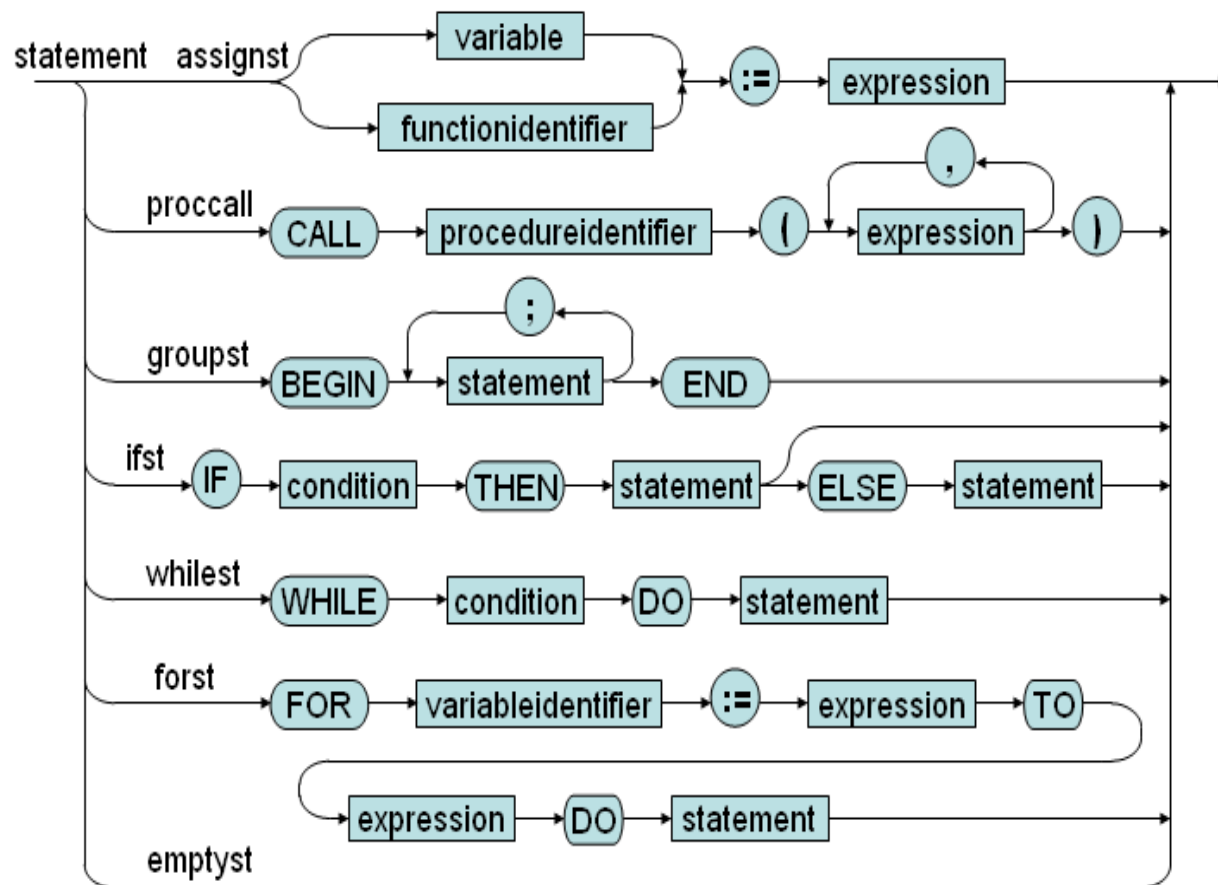 variable
statement assignst := expression
functionidentifier
,
proccall CALL procedureidentifier ( expression )
;
groupst BEGIN statement END
ifst IF condition THEN statement ELSE statement
whilest WHILE condition DO statement
forst FOR variableidentifier := expression TO
expression DO statement
emptyst